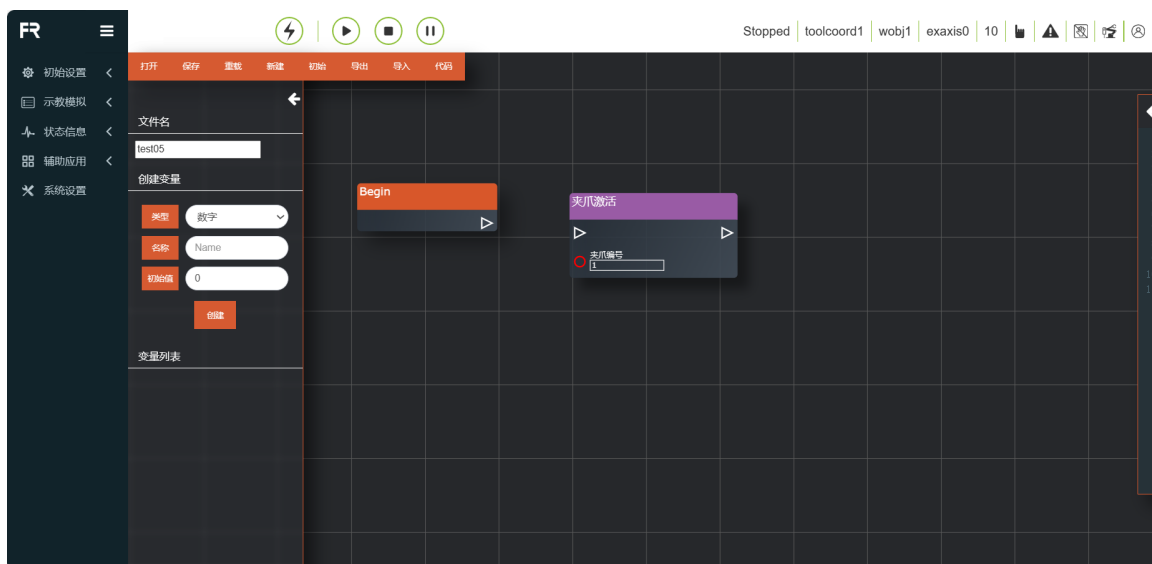 FR
Stopped toolcoord1 wobj1 exaxis0 10
初始设置
示教模拟
状态信息
辅助应用
系统设置
打开 保存 重载 新建 初始 导出 导入 代码
文件名
test05
创建变量
类型 数字
名称 Name
初始值 0
创建
变量列表
Begin
夹爪激活
夹爪编号
1
1
1